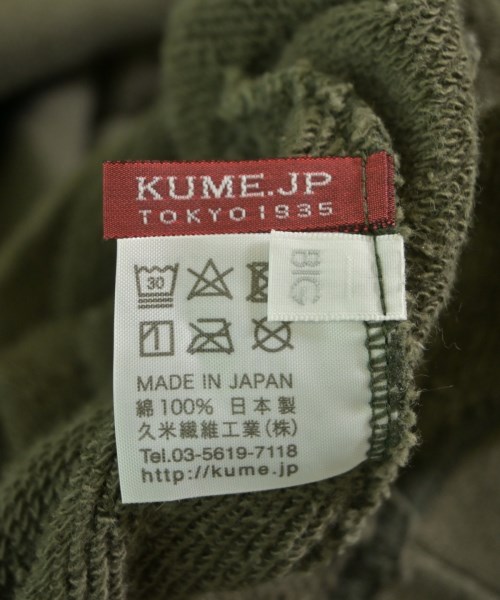 KUME.JP
TOKYO 1935
BIG
30
MADE IN JAPAN
綿100% 日本製
久米繊維工業(株)
Tel.03-5619-7118
http://kume.jp